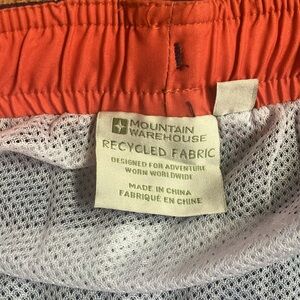 MOUNTAIN
WAREHOUSE
RECYCLED FABRIC
DESIGNED FOR ADVENTURE
WORN WORLDWIDE
MADE IN CHINA
FABRIQUÉ EN CHINE